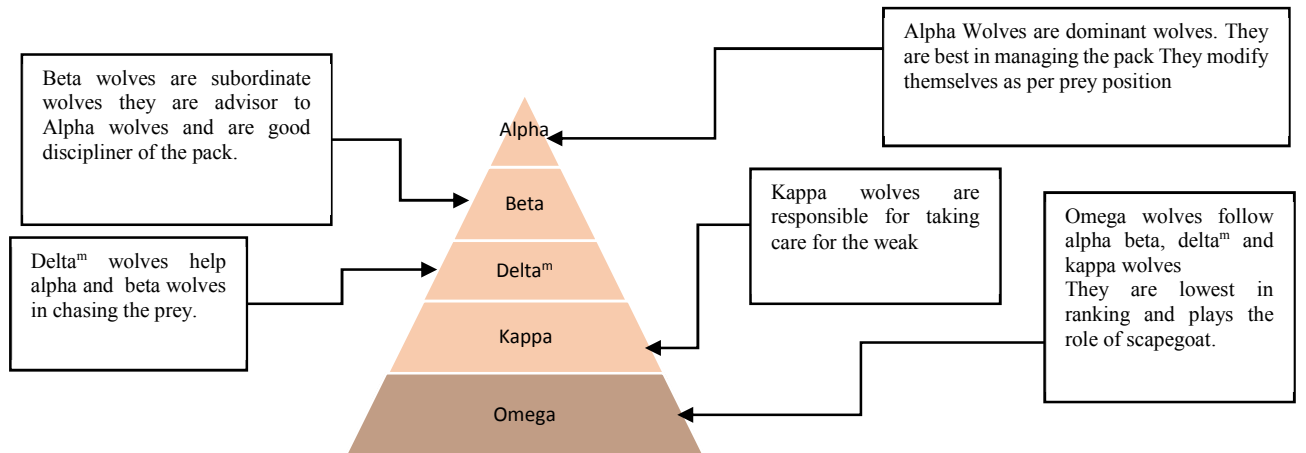 Alpha Wolves are dominant wolves. They
are best in managing the pack They modify
themselves as per prey position
Beta wolves are subordinate
wolves they are advisor to
Alpha wolves and are good
discipliner of the pack.
Alpha
Beta
Kappa wolves are
responsible for taking
care for the weak
Omega wolves follow
alpha beta, deltaᵐ and
kappa wolves
They are lowest in
ranking and plays the
role of scapegoat.
Deltaᵐ wolves help
alpha and beta wolves
in chasing the prey.
Deltaᵐ
Kappa
Omega